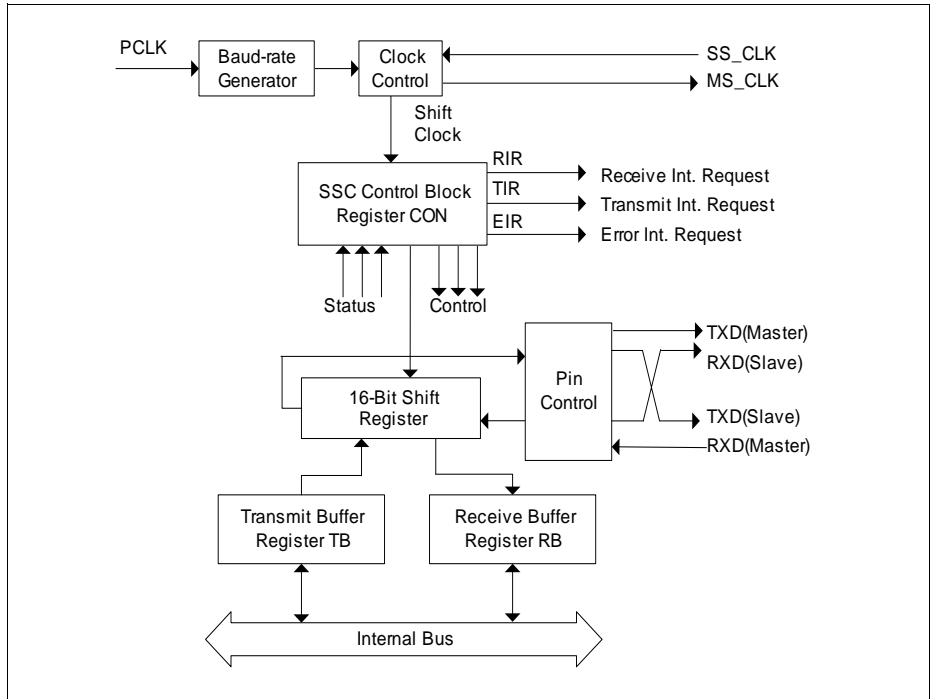 PCLK
Baud-rate
Generator
Clock
Control
SS_CLK
MS_CLK
Shift
Clock
SSC Control Block
Register CON
RIR
TIR
EIR
Receive Int. Request
Transmit Int. Request
Error Int. Request
Status
Control
16-Bit Shift
Register
Pin
Control
TXD(Master)
RXD(Slave)
TXD(Slave)
RXD(Master)
Transmit Buffer
Register TB
Receive Buffer
Register RB
Internal Bus